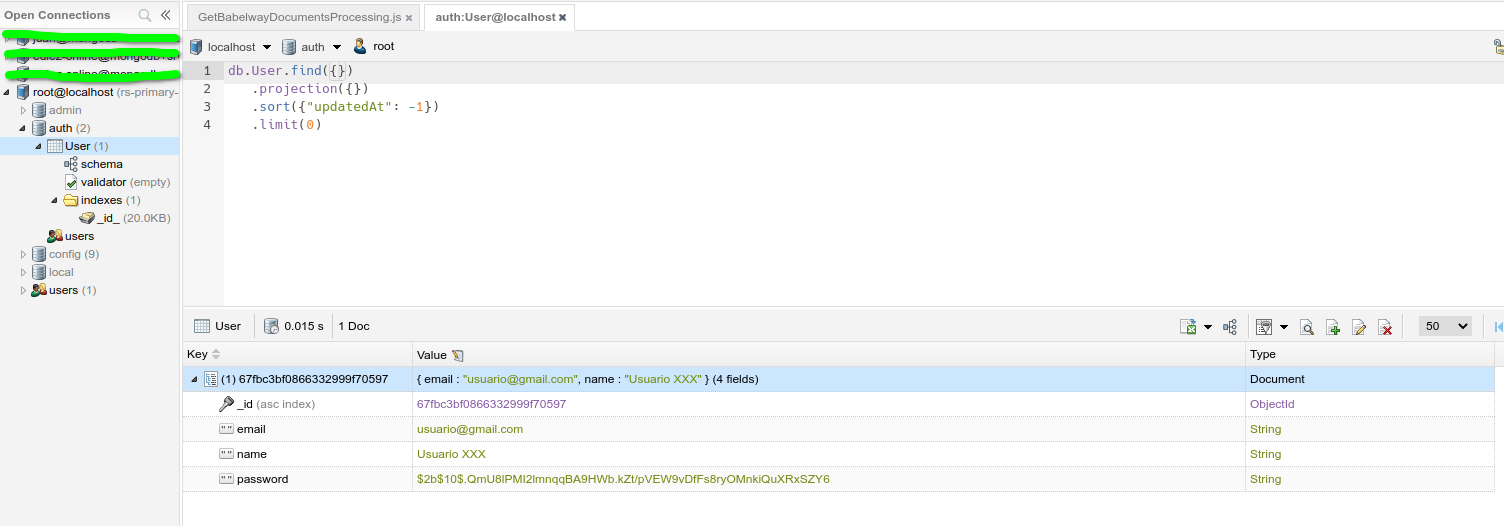 Open Connections
GetBabelwayDocumentsProcessing.js
auth:User@localhost
localhost auth root
root@localhost (rs-primary-
admin
auth (2)
User (1)
schema
validator (empty)
indexes (1)
_id_ (20.0KB)
users
config (9)
local
users (1)
1 db.User.find({})
2 .projection({})
3 .sort({"updatedAt": -1})
4 .limit(0)
User 0.015 s 1 Doc 50
Key Value Type
(1) 67fbc3bf0866332999f70597 { email : "usuario@gmail.com", name : "Usuario XXX" } (4 fields) Document
_id (asc index) 67fbc3bf0866332999f70597 ObjectId
email usuario@gmail.com String
name Usuario XXX String
password $2b$10$.QmU8lPMI2lmnqqBA9HWb.kZt/pVEW9vDfFs8ryOMnkiQuXRxSZY6 String